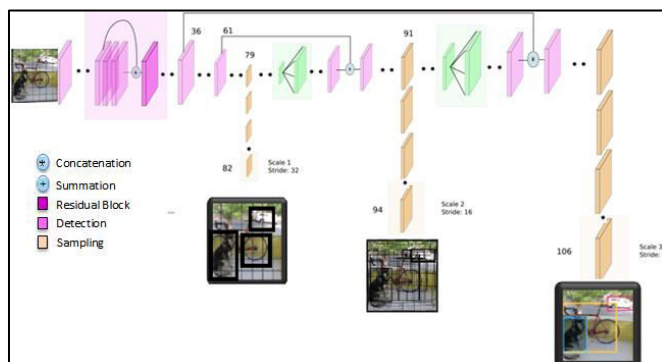 36
61
79
91
82
Scale 1
Stride: 32
94
Scale 2
Stride: 16
106
Scale 3
Stride:
Concatenation
Summation
Residual Block
Detection
Sampling